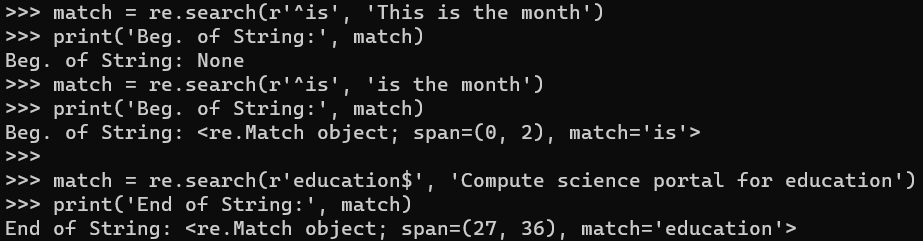 >>> match = re.search(r'^is', 'This is the month')
>>> print('Beg. of String:', match)
Beg. of String: None
>>> match = re.search(r'^is', 'is the month')
>>> print('Beg. of String:', match)
Beg. of String: <re.Match object; span=(0, 2), match='is'>
>>>
>>> match = re.search(r'education$', 'Compute science portal for education')
>>> print('End of String:', match)
End of String: <re.Match object; span=(27, 36), match='education'>